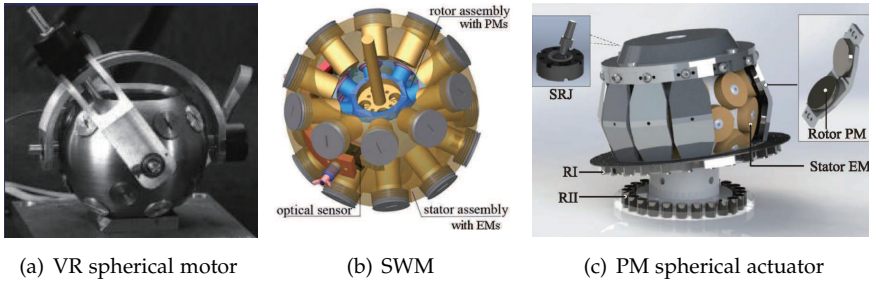 rotor assembly
with PMs
optical sensor
stator assembly
with EMs
SRJ
Rotor PM
Stator EM
RI
RII
(a) VR spherical motor
(b) SWM
(c) PM spherical actuator